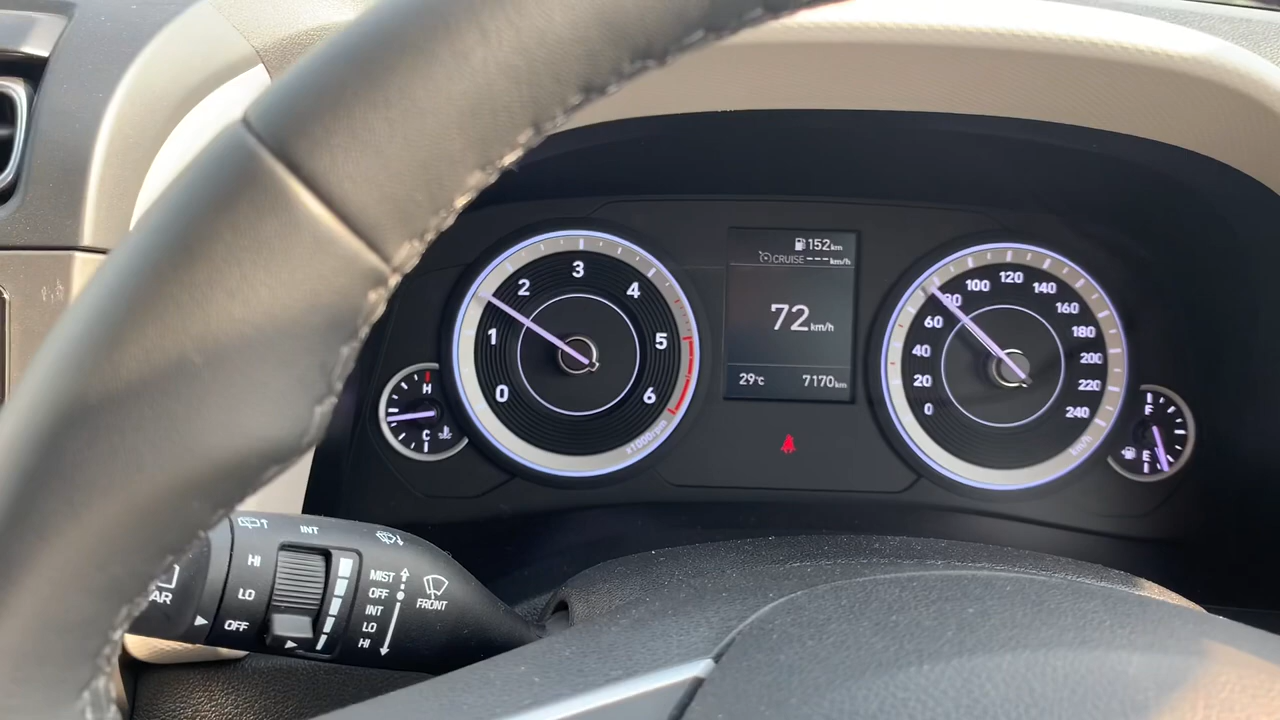 152km
CRUISE ---km/h
72km/h
29°C
7170km
0
1
2
3
4
5
6
x1000rpm
H
C
0
20
40
60
80
100
120
140
160
180
200
220
240
km/h
F
E
INT
HI
LO
OFF
AR
MIST
OFF
INT
LO
HI
FRONT